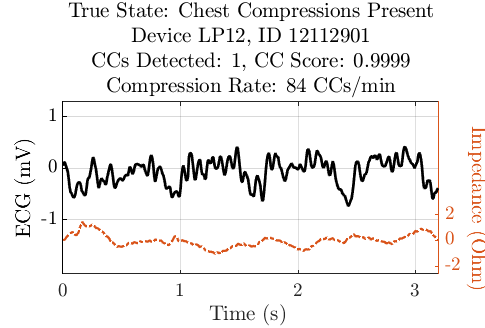 True State: Chest Compressions Present
Device LP12, ID 12112901
CCs Detected: 1, CC Score: 0.9999
Compression Rate: 84 CCs/min
ECG (mV)
1
0
-1
Impedance (Ohm)
2
0
-2
0
1
2
3
Time (s)